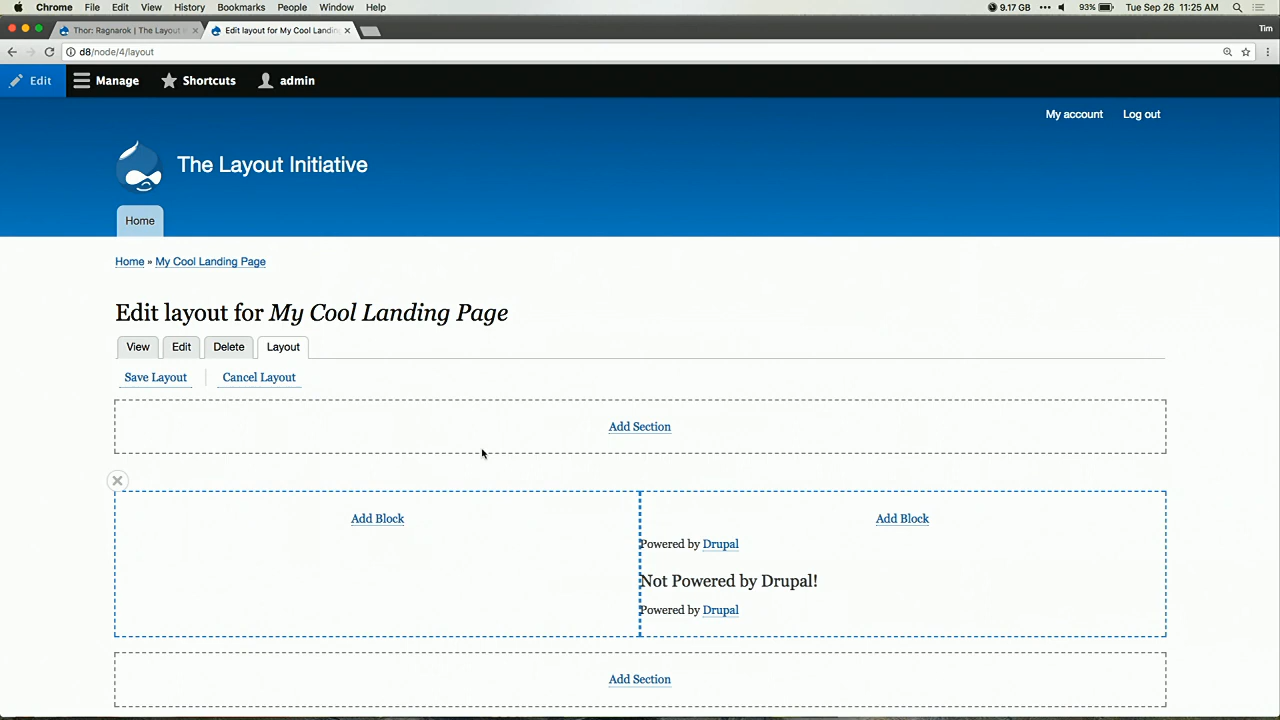 Chrome File Edit View History Bookmarks People Window Help 9.17 GB 93% Tue Sep 26 11:25 AM
Thor: Ragnarok | The Layout Edit layout for My Cool Landin Tim
d8/node/4/layout
Edit Manage Shortcuts admin
My account Log out
The Layout Initiative
Home
Home » My Cool Landing Page
Edit layout for My Cool Landing Page
View Edit Delete Layout
Save Layout Cancel Layout
Add Section
Add Block Add Block
Powered by Drupal
Not Powered by Drupal!
Powered by Drupal
Add Section